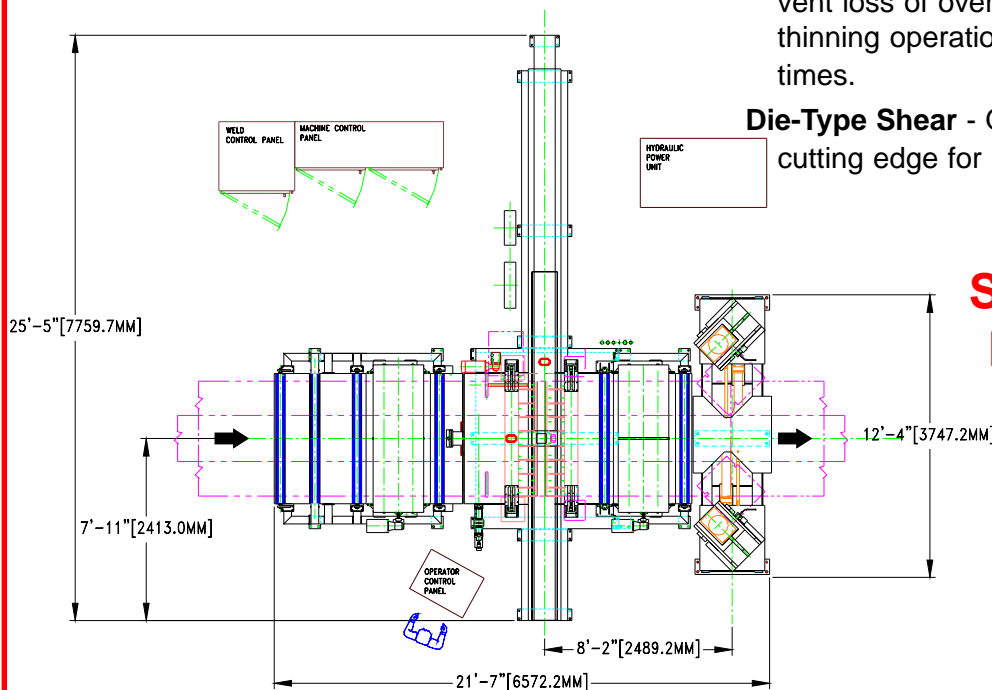 vent loss of over
thinning operatio
times.
Die-Type Shear - 
cutting edge for
WELD
CONTROL PANEL
MACHINE CONTROL
PANEL
HYDRAULIC
POWER
UNIT
S
25'-5"[7759.7MM]
12'-4"[3747.2MM]
7'-11"[2413.0MM]
OPERATOR
CONTROL
PANEL
8'-2"[2489.2MM]
21'-7"[6572.2MM]